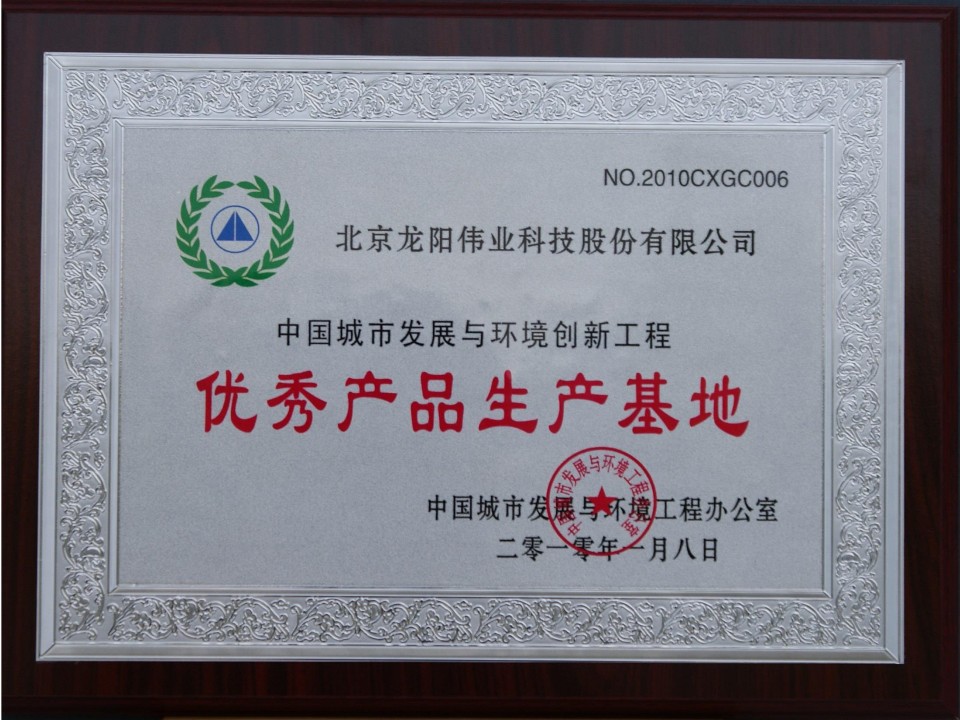 NO.2010CXGC006
北京龙阳伟业科技股份有限公司
中国城市发展与环境创新工程
优秀产品生产基地
中国城市发展与环境工程办公室
二零一零年一月八日